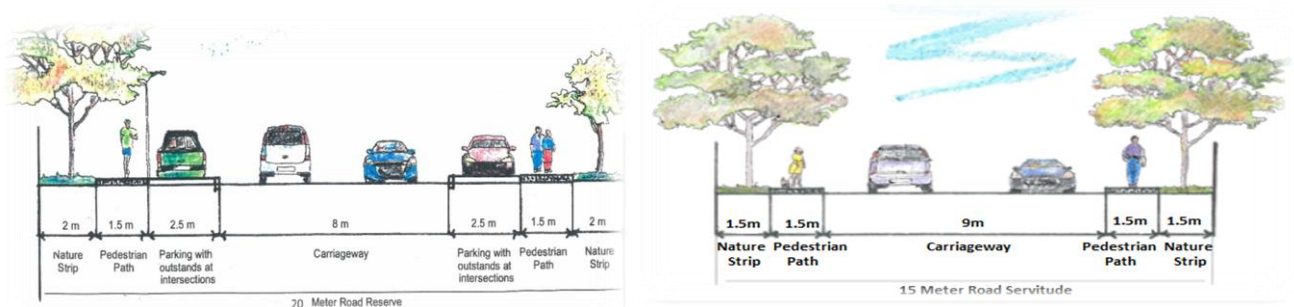 2 m 1.5 m 2.5 m 8 m 2.5 m 1.5 m 2 m
Nature
Strip
Pedestrian
Path
Parking with
outstands at
intersections
Carriageway
Parking with
outstands at
intersections
Pedestrian
Path
Nature
Strip
20 Meter Road Reserve
1.5m 1.5m 9m 1.5m 1.5m
Nature
Strip
Pedestrian
Path
Carriageway
Pedestrian
Path
Nature
Strip
15 Meter Road Servitude